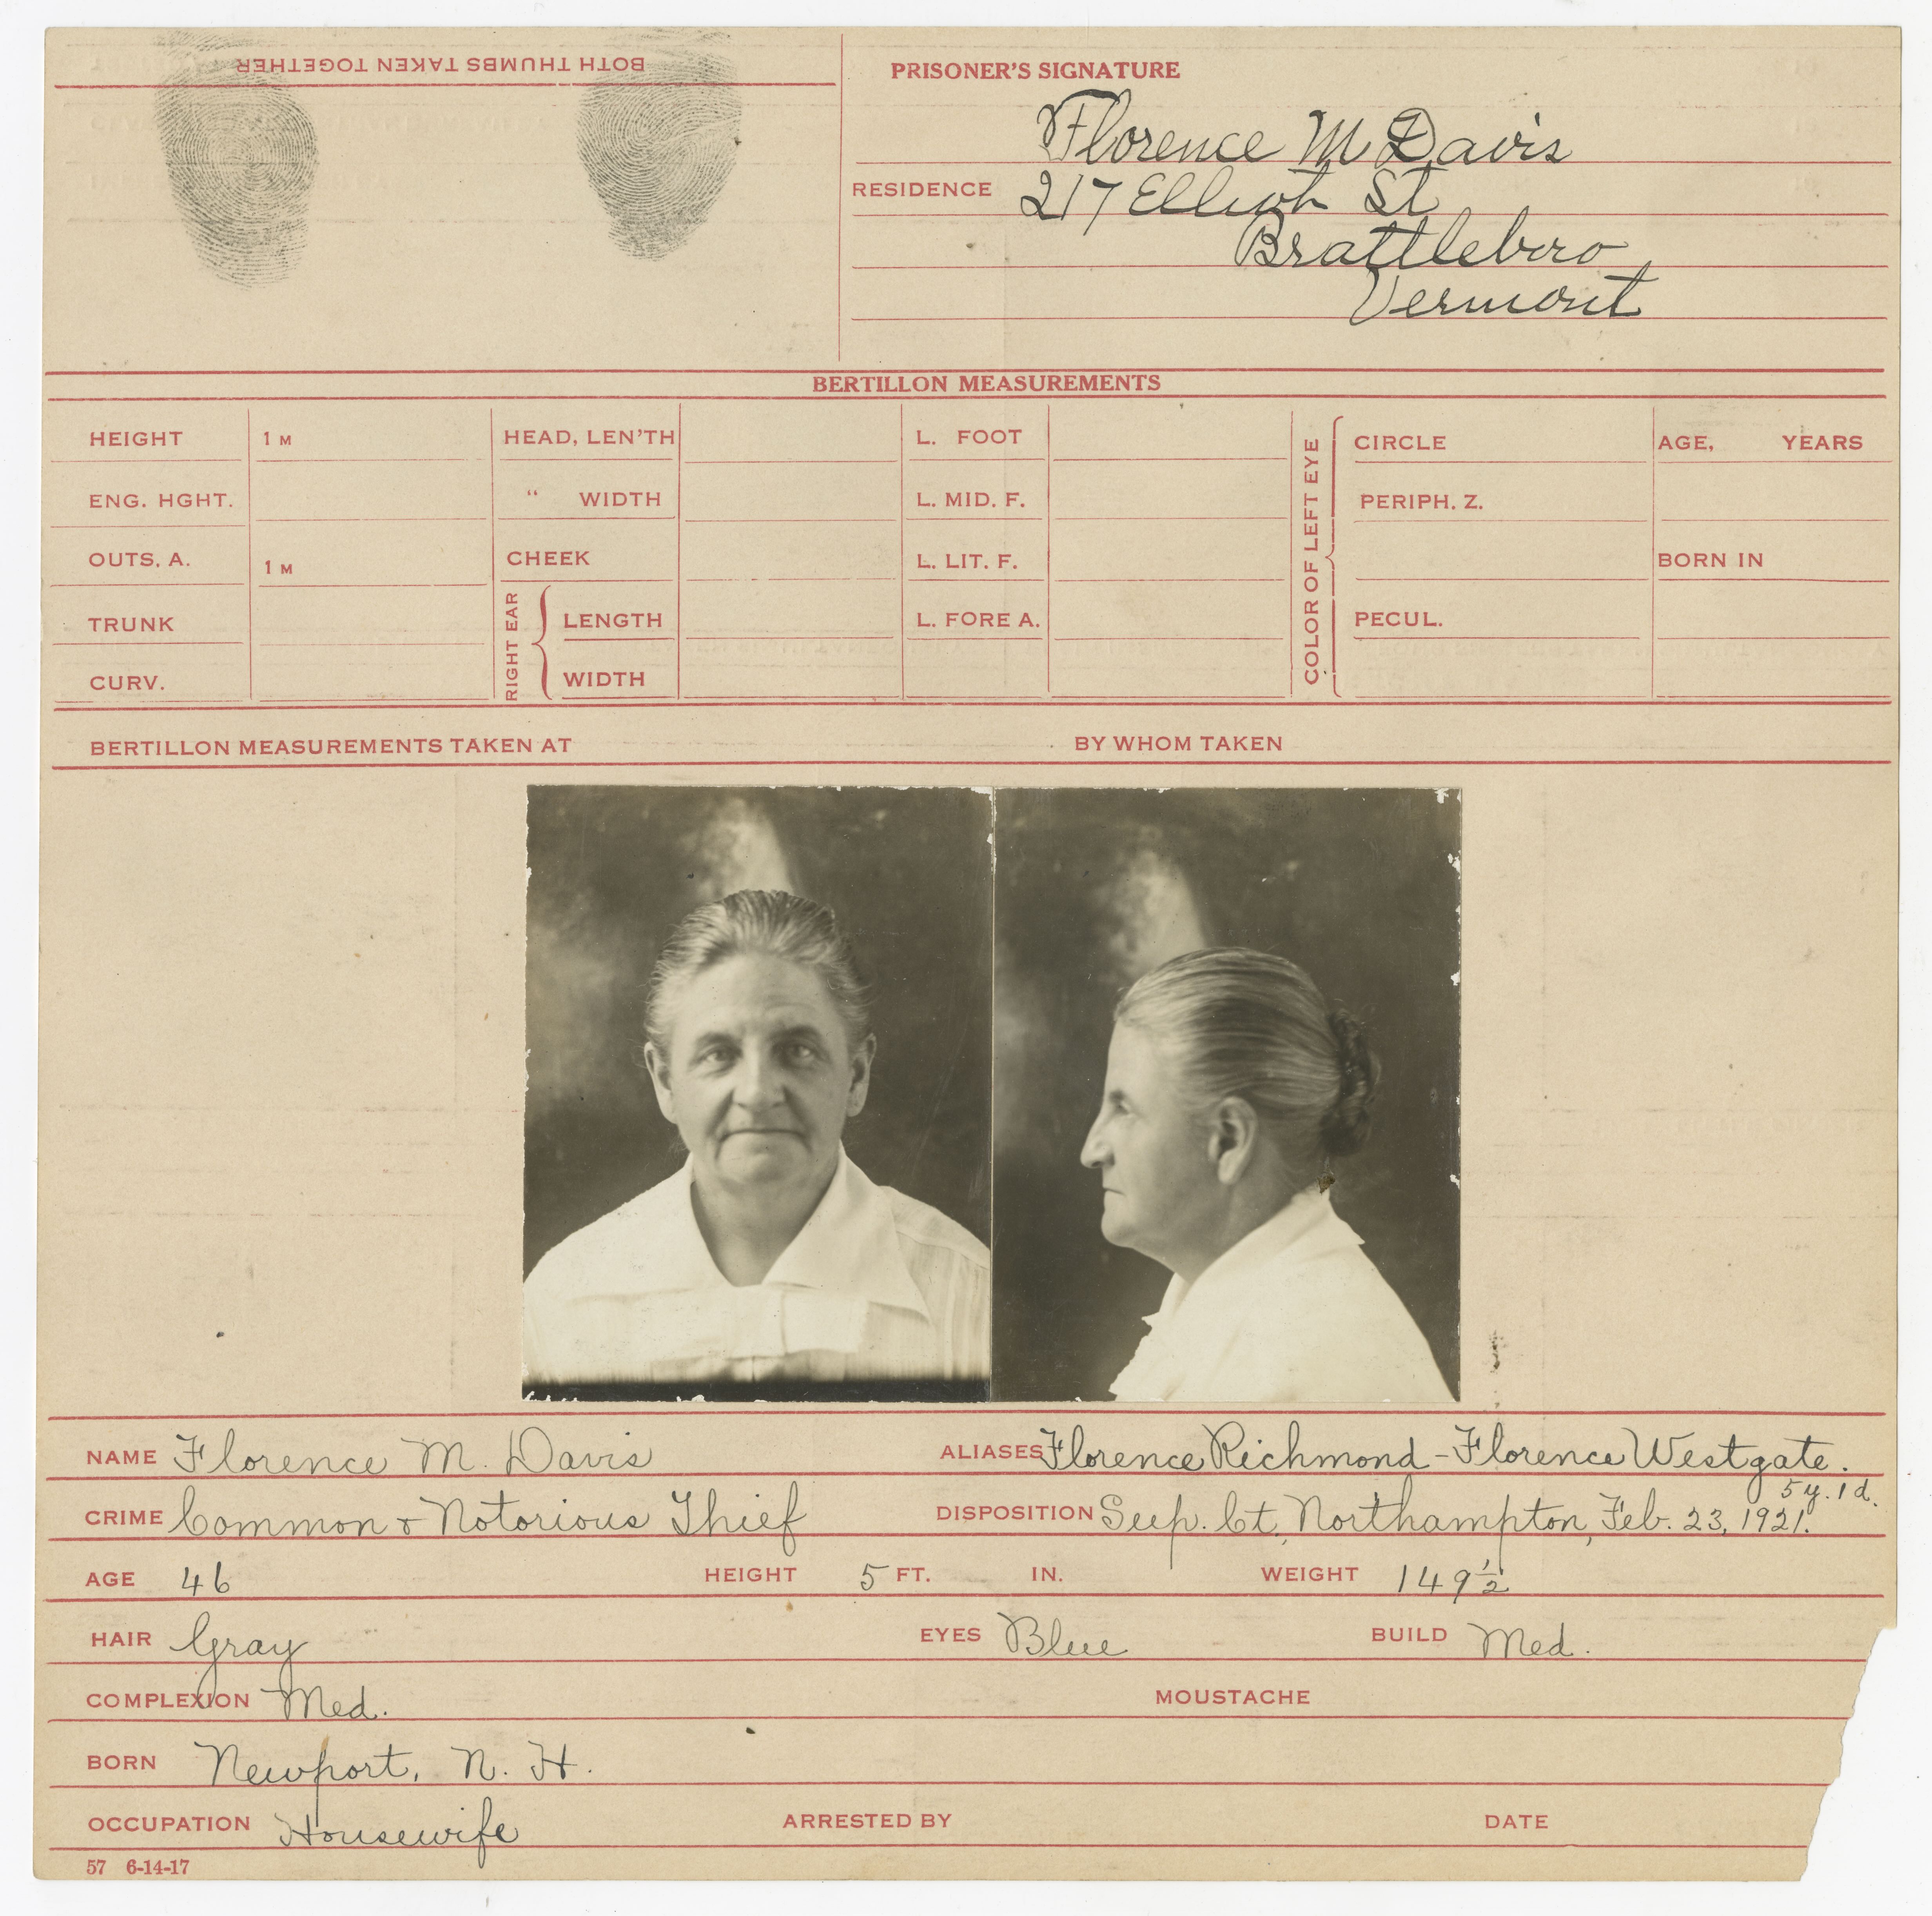 BOTH THUMBS TAKEN TOGETHER
PRISONER'S SIGNATURE
Florence M Davis
RESIDENCE 217 Elliot St
Brattleboro
Vermont
BERTILLON MEASUREMENTS
HEIGHT 1 M HEAD, LEN'TH L. FOOT CIRCLE AGE, YEARS
ENG. HGHT. " WIDTH L. MID. F. PERIPH. Z.
OUTS. A. 1 M CHEEK L. LIT. F. BORN IN
COLOR OF LEFT EYE
RIGHT EAR
TRUNK LENGTH L. FORE A. PECUL.
CURV. WIDTH
BERTILLON MEASUREMENTS TAKEN AT BY WHOM TAKEN
NAME Florence M. Davis ALIASES Florence Richmond - Florence Westgate.
5 y. 1 d.
CRIME Common & Notorious Thief DISPOSITION Sup. Ct, Northampton, Feb. 23, 1921.
AGE 46 HEIGHT 5 FT. IN. WEIGHT 149 1/2
HAIR Gray EYES Blue BUILD Med.
COMPLEXION Med. MOUSTACHE
BORN Newport, N. H.
OCCUPATION Housewife ARRESTED BY DATE
57 6-14-17